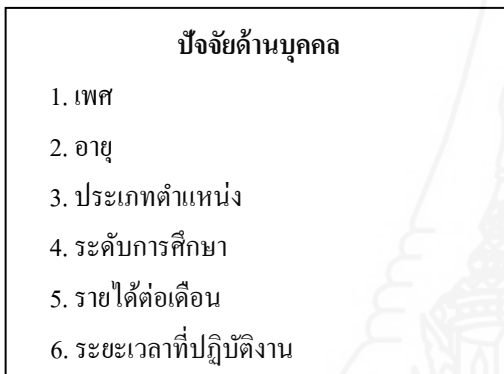 ปัจจัยด้านบุคคล
1. เพศ
2. อายุ
3. ประเภทตำแหน่ง
4. ระดับการศึกษา
5. รายได้ต่อเดือน
6. ระยะเวลาที่ปฏิบัติงาน